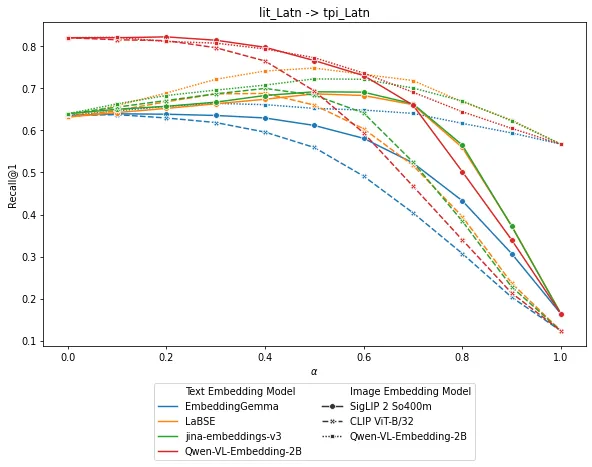 lit_Latn -> tpi_Latn
0.8
0.7
0.6
0.5
0.4
0.3
0.2
0.1
Recall@1
0.0 0.2 0.4 0.6 0.8 1.0
α
Text Embedding Model Image Embedding Model
EmbeddingGemma SigLIP 2 So400m
LaBSE CLIP ViT-B/32
jina-embeddings-v3 Qwen-VL-Embedding-2B
Qwen-VL-Embedding-2B